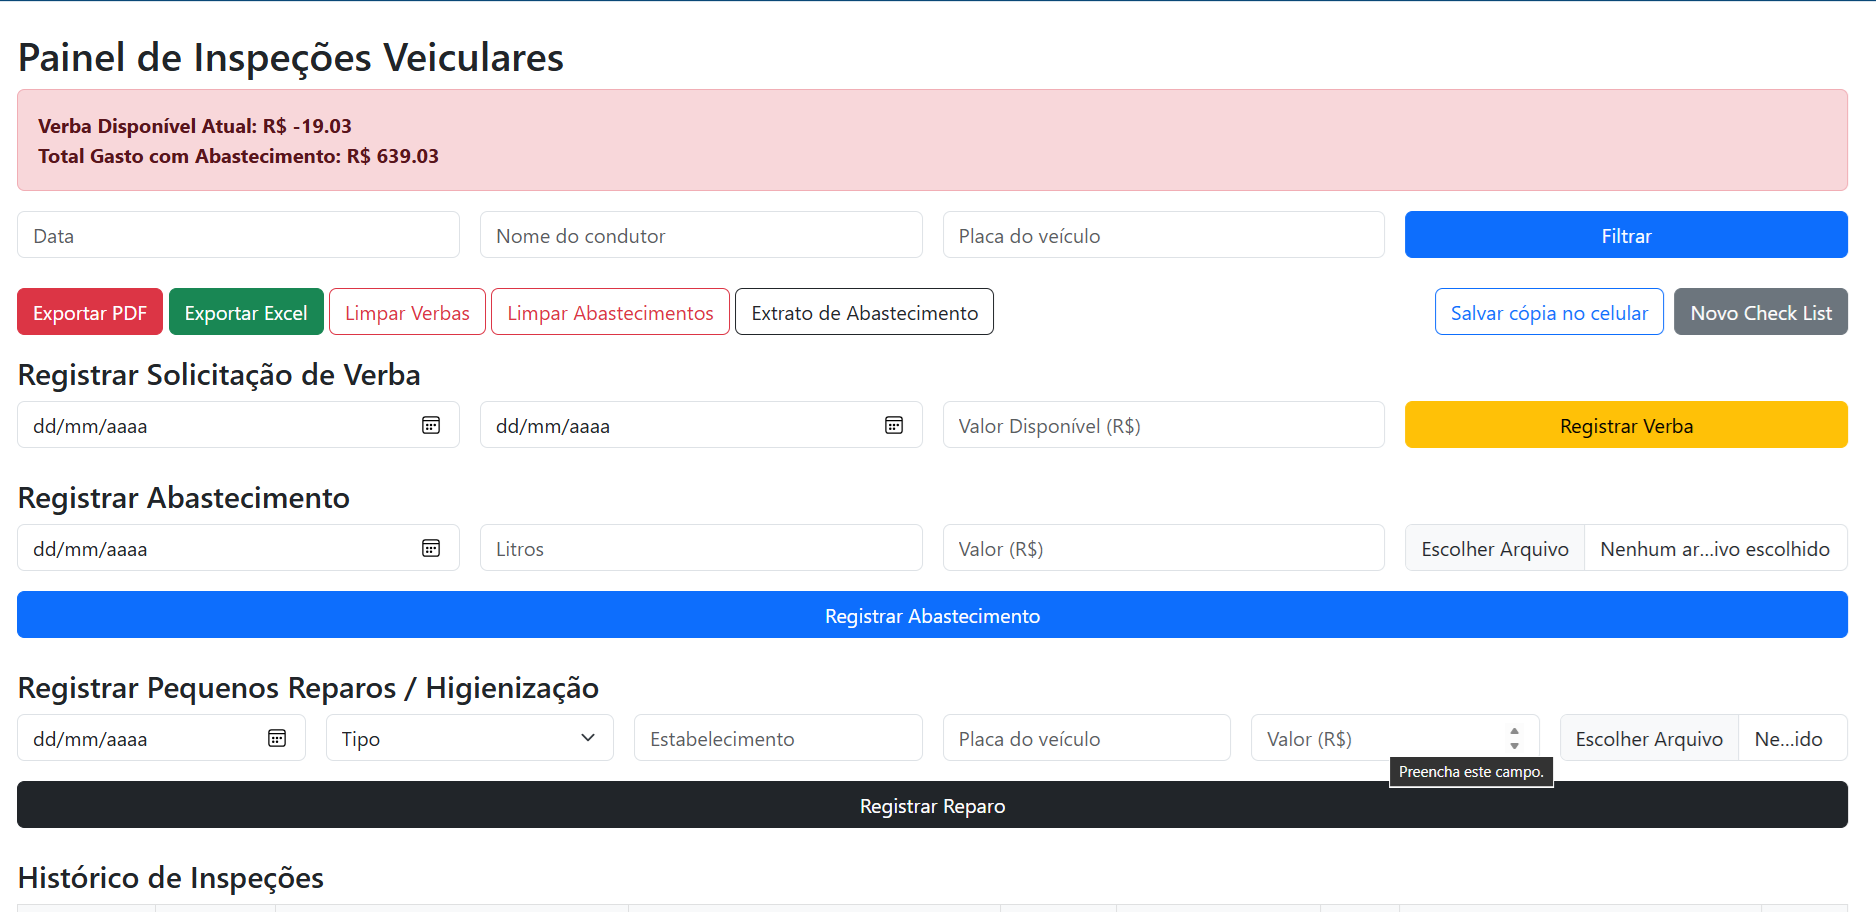 Painel de Inspeções Veiculares
Verba Disponível Atual: R$ -19.03
Total Gasto com Abastecimento: R$ 639.03
Data
Nome do condutor
Placa do veículo
Filtrar
Exportar PDF
Exportar Excel
Limpar Verbas
Limpar Abastecimentos
Extrato de Abastecimento
Salvar cópia no celular
Novo Check List
Registrar Solicitação de Verba
dd/mm/aaaa
dd/mm/aaaa
Valor Disponível (R$)
Registrar Verba
Registrar Abastecimento
dd/mm/aaaa
Litros
Valor (R$)
Escolher Arquivo
Nenhum ar...ivo escolhido
Registrar Abastecimento
Registrar Pequenos Reparos / Higienização
dd/mm/aaaa
Tipo
Estabelecimento
Placa do veículo
Valor (R$)
Escolher Arquivo
Ne...ido
Preencha este campo.
Registrar Reparo
Histórico de Inspeções